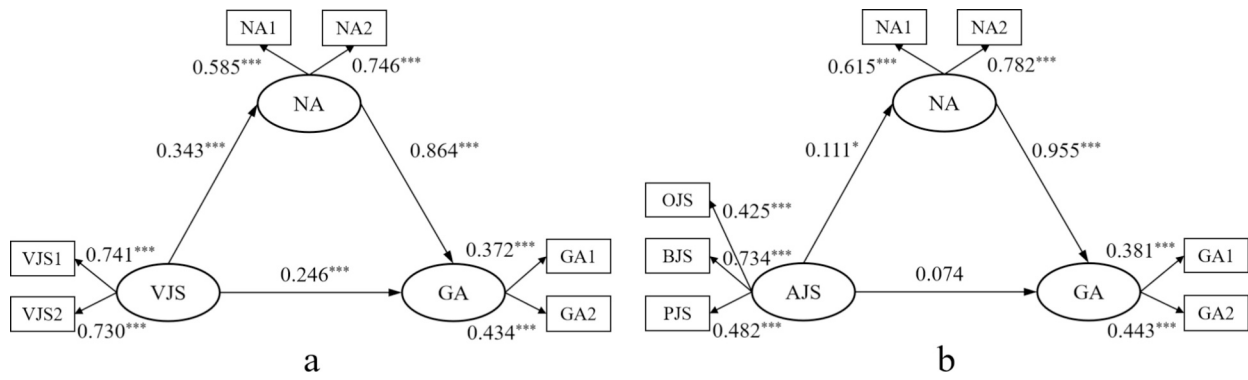 NA1 NA2
0.585*** 0.746***
NA
0.343*** 0.864***
VJS1 0.741*** 0.372*** GA1
0.246***
VJS GA
VJS2 0.730*** 0.434*** GA2
a
NA1 NA2
0.615*** 0.782***
NA
0.111* 0.955***
OJS 0.425***
BJS 0.734*** 0.381*** GA1
0.074
AJS GA
PJS 0.482*** 0.443*** GA2
b